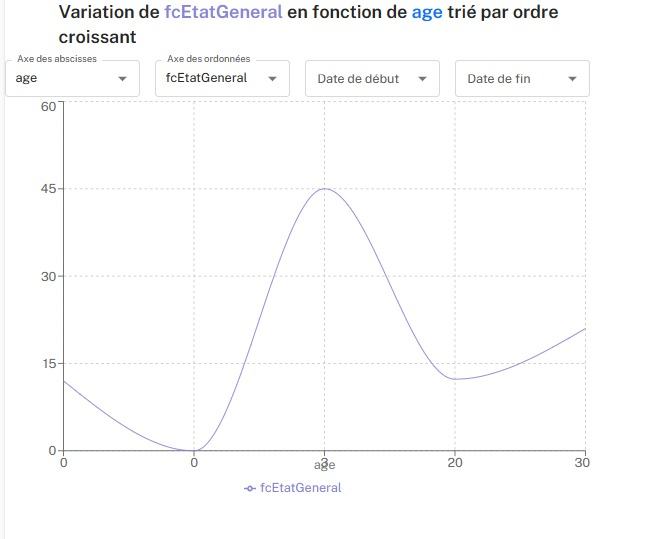 Variation de fcEtatGeneral en fonction de age trié par ordre
croissant
Axe des abscisses
age
Axe des ordonnées
fcEtatGeneral
Date de début
Date de fin
60
45
30
15
0
0 0 3 20 30
age
fcEtatGeneral